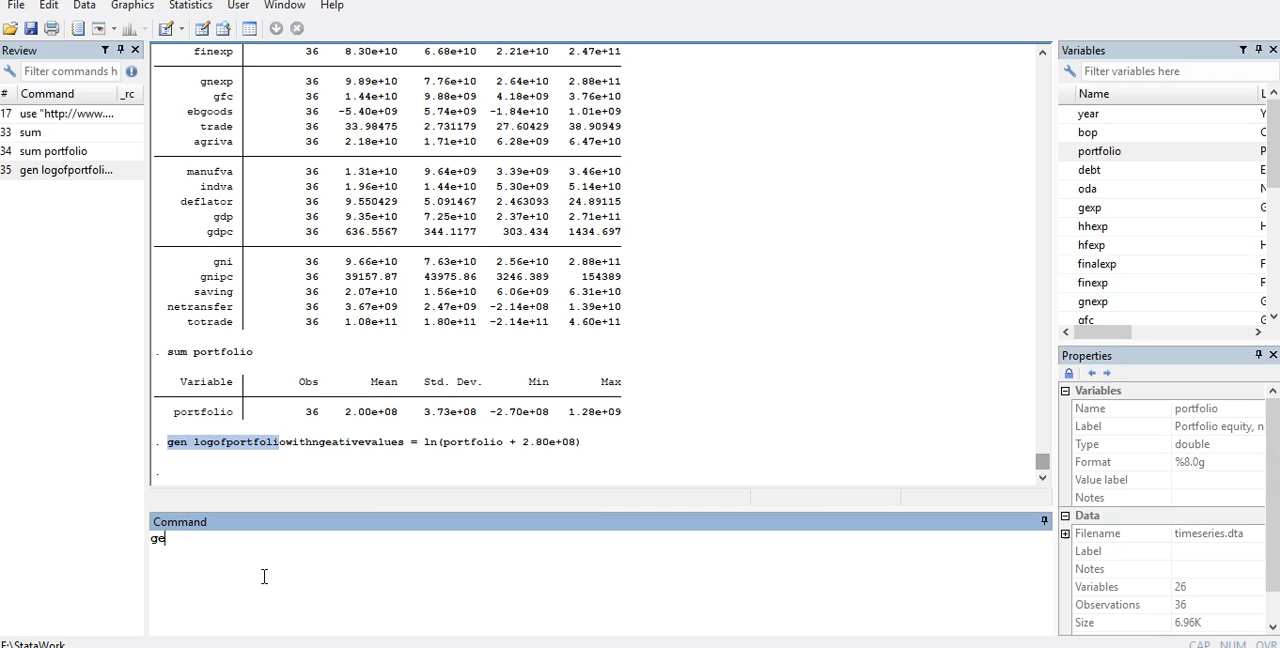 File Edit Data Graphics Statistics User Window Help
Review
Filter commands h
# Command _rc
17 use "http://www....
33 sum
34 sum portfolio
35 gen logofportfoli...
finexp 36 8.30e+10 6.68e+10 2.21e+10 2.47e+11
gnexp 36 9.89e+10 7.76e+10 2.64e+10 2.88e+11
gfc 36 1.44e+10 9.88e+09 4.18e+09 3.76e+10
ebgoods 36 -5.40e+09 5.74e+09 -1.84e+10 1.01e+09
trade 36 33.98475 2.731179 27.60429 38.90949
agriva 36 2.18e+10 1.71e+10 6.28e+09 6.47e+10
manufva 36 1.31e+10 9.64e+09 3.39e+09 3.46e+10
indva 36 1.96e+10 1.44e+10 5.30e+09 5.14e+10
deflator 36 9.550429 5.091467 2.463093 24.89115
gdp 36 9.35e+10 7.25e+10 2.37e+10 2.71e+11
gdpc 36 636.5567 344.1177 303.434 1434.697
gni 36 9.66e+10 7.63e+10 2.56e+10 2.88e+11
gnipc 36 39157.87 43975.86 3246.389 154389
saving 36 2.07e+10 1.56e+10 6.06e+09 6.31e+10
netransfer 36 3.67e+09 2.47e+09 -2.14e+08 1.39e+10
totrade 36 1.08e+11 1.80e+11 -2.14e+11 4.60e+11
. sum portfolio
Variable Obs Mean Std. Dev. Min Max
portfolio 36 2.00e+08 3.73e+08 -2.70e+08 1.28e+09
. gen logofportfoliowithngeativevalues = ln(portfolio + 2.80e+08)
.
Command
ge
Variables
Filter variables here
Name L
year Y
bop
portfolio P
debt E
oda N
gexp G
hhexp H
hfexp H
finalexp F
finexp G
gnexp G
gfc G
Properties
Variables
Name portfolio
Label Portfolio equity, n
Type double
Format %8.0g
Value label
Notes
Data
Filename timeseries.dta
Label
Notes
Variables 26
Observations 36
Size 6.96K
F:\StataWork
CAP NUM OVR